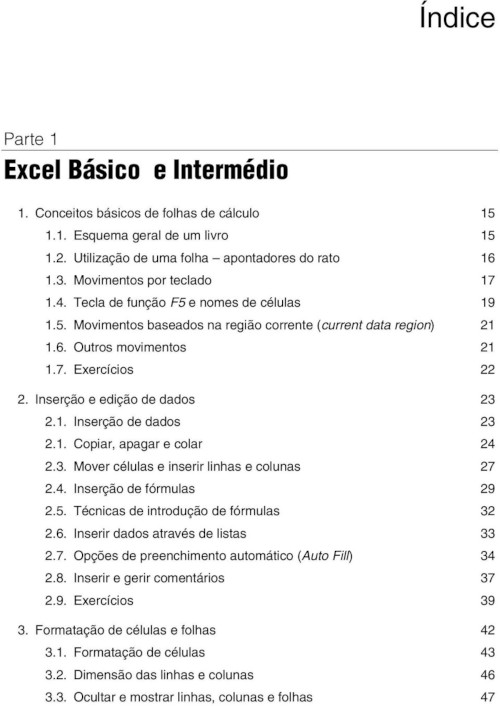 Índice
Parte 1
Excel Básico e Intermédio
1. Conceitos básicos de folhas de cálculo 15
1.1. Esquema geral de um livro 15
1.2. Utilização de uma folha – apontadores do rato 16
1.3. Movimentos por teclado 17
1.4. Tecla de função F5 e nomes de células 19
1.5. Movimentos baseados na região corrente (current data region) 21
1.6. Outros movimentos 21
1.7. Exercícios 22
2. Inserção e edição de dados 23
2.1. Inserção de dados 23
2.1. Copiar, apagar e colar 24
2.3. Mover células e inserir linhas e colunas 27
2.4. Inserção de fórmulas 29
2.5. Técnicas de introdução de fórmulas 32
2.6. Inserir dados através de listas 33
2.7. Opções de preenchimento automático (Auto Fill) 34
2.8. Inserir e gerir comentários 37
2.9. Exercícios 39
3. Formatação de células e folhas 42
3.1. Formatação de células 43
3.2. Dimensão das linhas e colunas 46
3.3. Ocultar e mostrar linhas, colunas e folhas 47